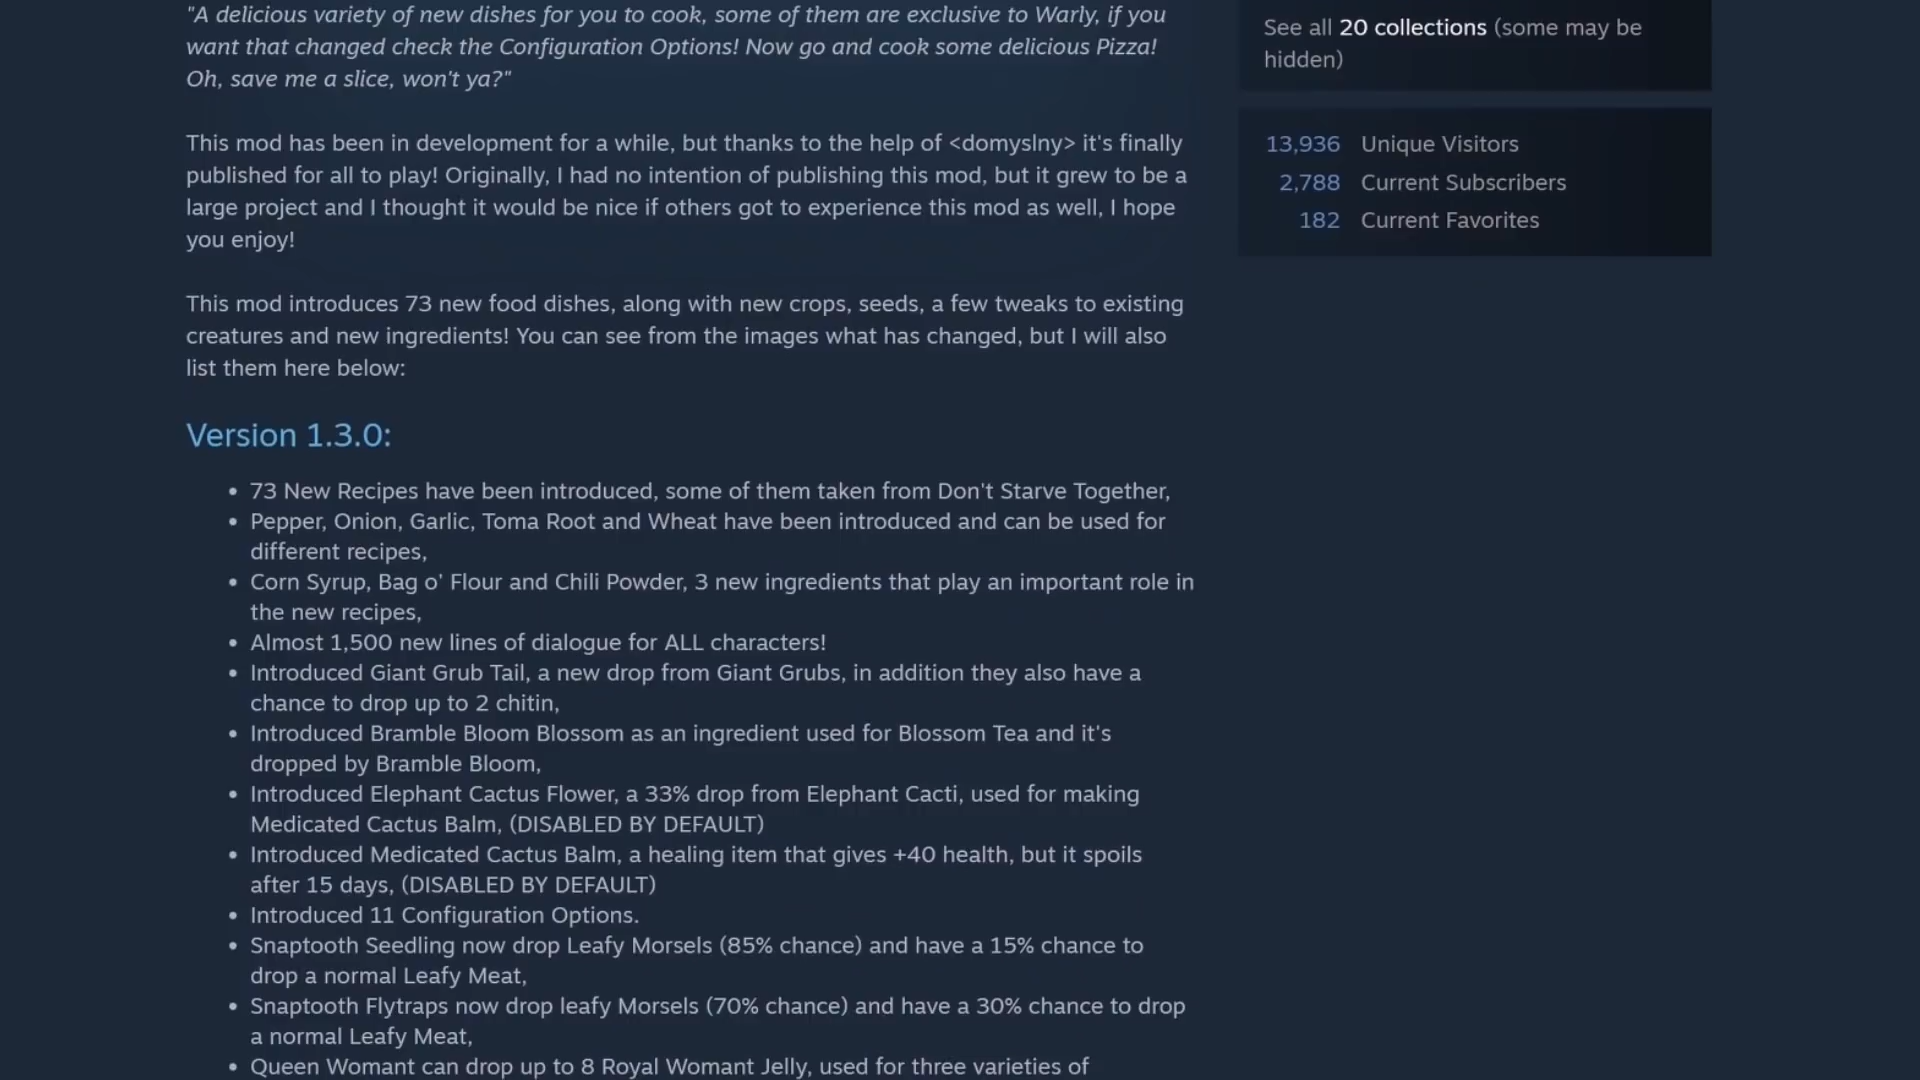 "A delicious variety of new dishes for you to cook, some of them are exclusive to Warly, if you
want that changed check the Configuration Options! Now go and cook some delicious Pizza!
Oh, save me a slice, won't ya?"
This mod has been in development for a while, but thanks to the help of <domyslny> it's finally
published for all to play! Originally, I had no intention of publishing this mod, but it grew to be a
large project and I thought it would be nice if others got to experience this mod as well, I hope
you enjoy!
This mod introduces 73 new food dishes, along with new crops, seeds, a few tweaks to existing
creatures and new ingredients! You can see from the images what has changed, but I will also
list them here below:
Version 1.3.0:
• 73 New Recipes have been introduced, some of them taken from Don't Starve Together,
• Pepper, Onion, Garlic, Toma Root and Wheat have been introduced and can be used for
different recipes,
• Corn Syrup, Bag o' Flour and Chili Powder, 3 new ingredients that play an important role in
the new recipes,
• Almost 1,500 new lines of dialogue for ALL characters!
• Introduced Giant Grub Tail, a new drop from Giant Grubs, in addition they also have a
chance to drop up to 2 chitin,
• Introduced Bramble Bloom Blossom as an ingredient used for Blossom Tea and it's
dropped by Bramble Bloom,
• Introduced Elephant Cactus Flower, a 33% drop from Elephant Cacti, used for making
Medicated Cactus Balm, (DISABLED BY DEFAULT)
• Introduced Medicated Cactus Balm, a healing item that gives +40 health, but it spoils
after 15 days, (DISABLED BY DEFAULT)
• Introduced 11 Configuration Options.
• Snaptooth Seedling now drop Leafy Morsels (85% chance) and have a 15% chance to
drop a normal Leafy Meat,
• Snaptooth Flytraps now drop leafy Morsels (70% chance) and have a 30% chance to drop
a normal Leafy Meat,
• Queen Womant can drop up to 8 Royal Womant Jelly, used for three varieties of
See all 20 collections (some may be
hidden)
13,936 Unique Visitors
2,788 Current Subscribers
182 Current Favorites